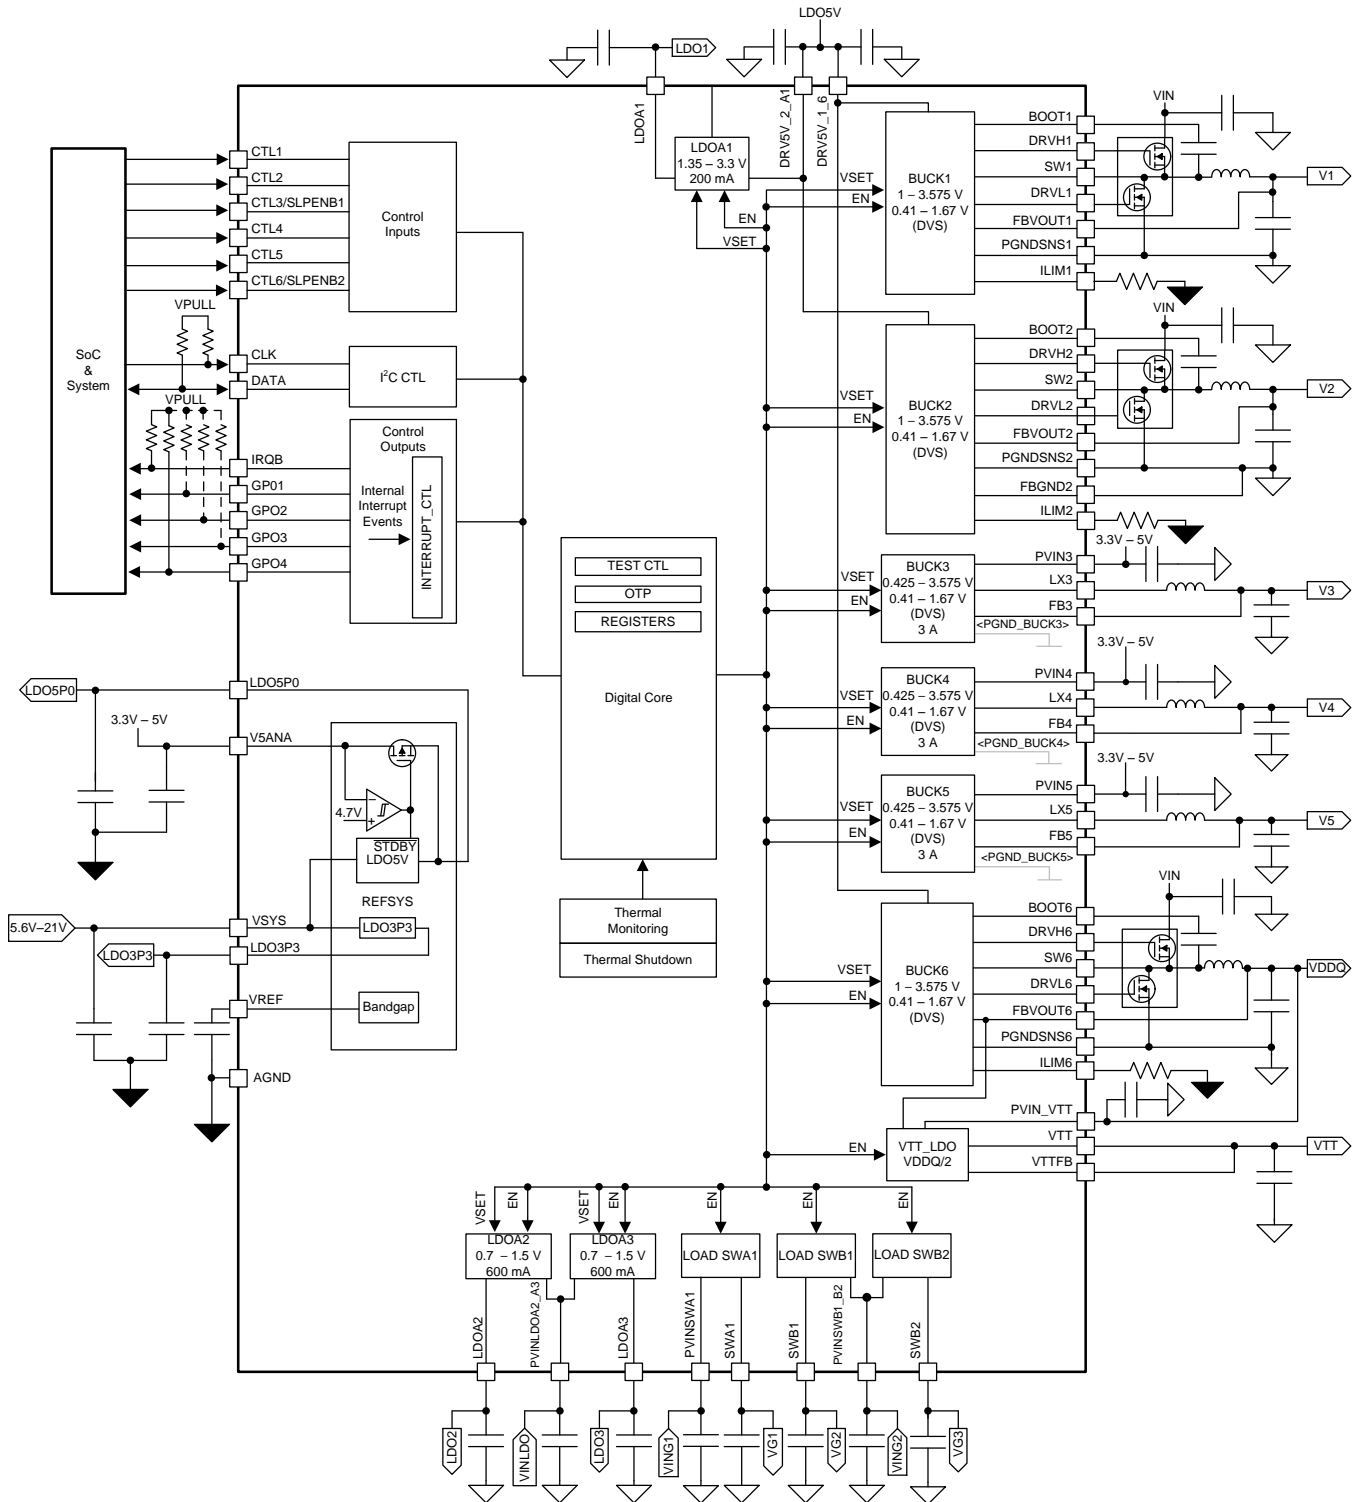 LDO5V
LDO1
LDOA1
DRV5V_2_A1
DRV5V_1_6
LDOA1
1.35 – 3.3 V
200 mA
EN
VSET
SoC
&
System
CTL1
CTL2
CTL3/SLPENB1
CTL4
CTL5
CTL6/SLPENB2
Control
Inputs
VPULL
CLK
DATA
I²C CTL
VPULL
IRQB
GP01
GPO2
GPO3
GPO4
Control
Outputs
Internal
Interrupt
Events
INTERRUPT_CTL
TEST CTL
OTP
REGISTERS
Digital Core
Thermal
Monitoring
Thermal Shutdown
LDO5P0
LDO5P0
3.3V – 5V
V5ANA
4.7V
STDBY
LDO5V
REFSYS
5.6V–21V
VSYS
LDO3P3
LDO3P3
LDO3P3
VREF
Bandgap
AGND
VSET
EN
BUCK1
1 – 3.575 V
0.41 – 1.67 V
(DVS)
BOOT1
DRVH1
SW1
DRVL1
FBVOUT1
PGNDSNS1
ILIM1
VIN
V1
VSET
EN
BUCK2
1 – 3.575 V
0.41 – 1.67 V
(DVS)
BOOT2
DRVH2
SW2
DRVL2
FBVOUT2
PGNDSNS2
FBGND2
ILIM2
VIN
V2
VSET
EN
BUCK3
0.425 – 3.575 V
0.41 – 1.67 V
(DVS)
3 A
PVIN3
LX3
FB3
<PGND_BUCK3>
3.3V – 5V
V3
VSET
EN
BUCK4
0.425 – 3.575V
0.41 – 1.67 V
(DVS)
3 A
PVIN4
LX4
FB4
<PGND_BUCK4>
3.3V – 5V
V4
VSET
EN
BUCK5
0.425 – 3.575 V
0.41 – 1.67 V
(DVS)
3 A
PVIN5
LX5
FB5
<PGND_BUCK5>
3.3V – 5V
V5
VSET
EN
BUCK6
1 – 3.575 V
0.41 – 1.67 V
(DVS)
BOOT6
DRVH6
SW6
DRVL6
FBVOUT6
PGNDSNS6
ILIM6
VIN
VDDQ
EN
VTT_LDO
VDDQ/2
PVIN_VTT
VTT
VTTFB
VTT
VSET
EN
VSET
EN
EN
EN
EN
LDOA2
0.7 – 1.5 V
600 mA
LDOA3
0.7 – 1.5 V
600 mA
LOAD SWA1
LOAD SWB1
LOAD SWB2
LDOA2
PVINLDOA2_A3
LDOA3
PVINSWA1
SWA1
SWB1
PVINSWB1_B2
SWB2
LDO2
VINLDO
LDO3
VING1
VG1
VG2
VING2
VG3